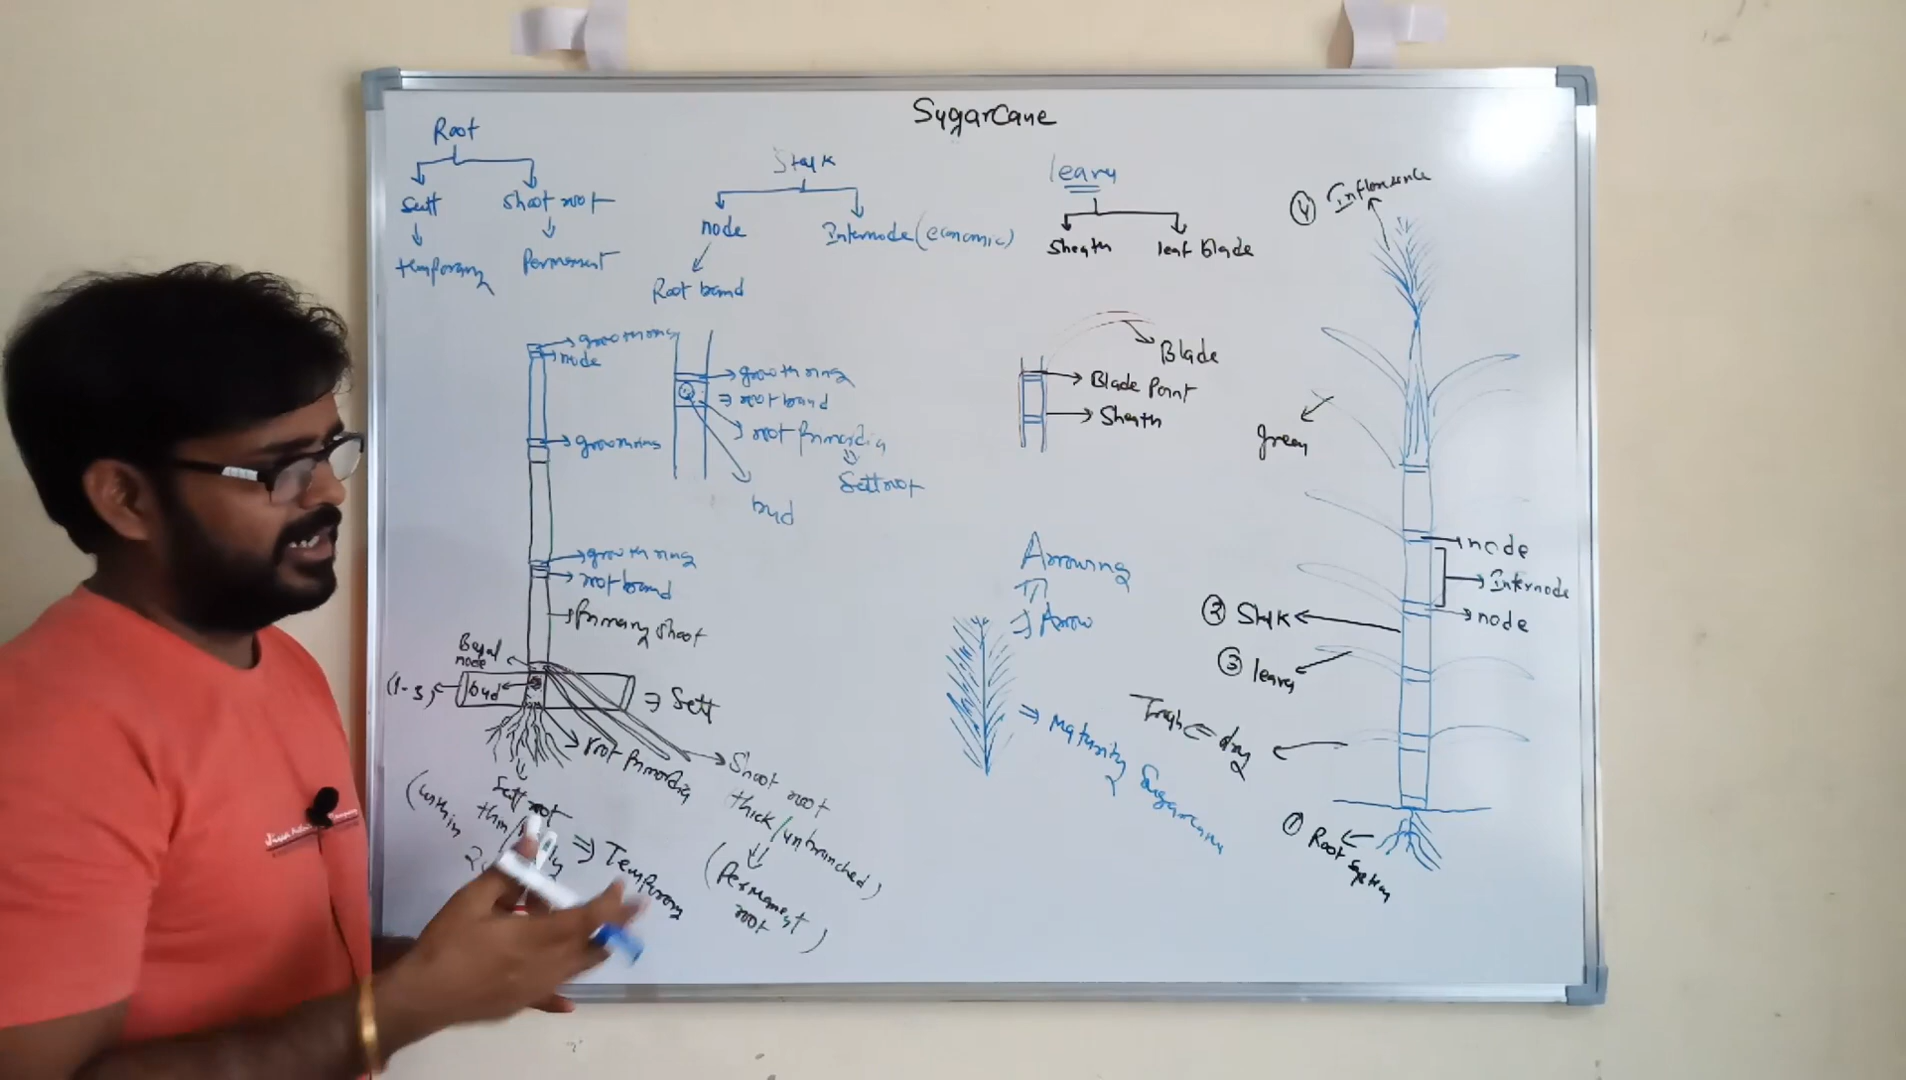 Sugarcane
Root
Sett
Shoot root
temporary
Permanent
Stalk
node
Internode (economic)
Root band
leavy
Sheath
leaf Blade
growth ring
node
growth ring
growth ring
root band
Primary shoot
Basal node
(1-3)
bud
Sett
root Primordia
Sett root
Temporary
Shoot root
thick/unbranched)
(Permanent
root)
growth ring
root band
root Primordia
Sett root
bud
Blade
Blade Point
Sheath
Arrowing
Arrow
Maturity Sugarcane
④ Inflorescence
green
node
Internode
node
② Stalk
③ leavy
Trash
dry
① Root System